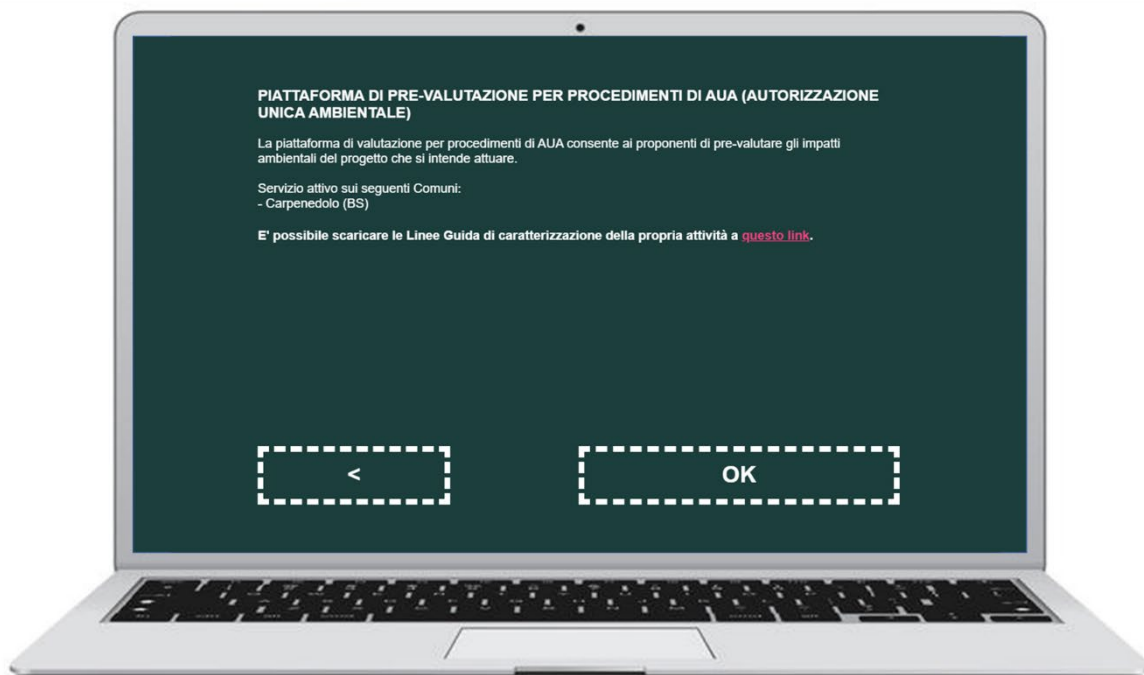 PIATTAFORMA DI PRE-VALUTAZIONE PER PROCEDIMENTI DI AUA (AUTORIZZAZIONE
UNICA AMBIENTALE)
La piattaforma di valutazione per procedimenti di AUA consente ai proponenti di pre-valutare gli impatti
ambientali del progetto che si intende attuare.
Servizio attivo sui seguenti Comuni:
- Carpenedolo (BS)
E' possibile scaricare le Linee Guida di caratterizzazione della propria attività a questo link.
<
OK